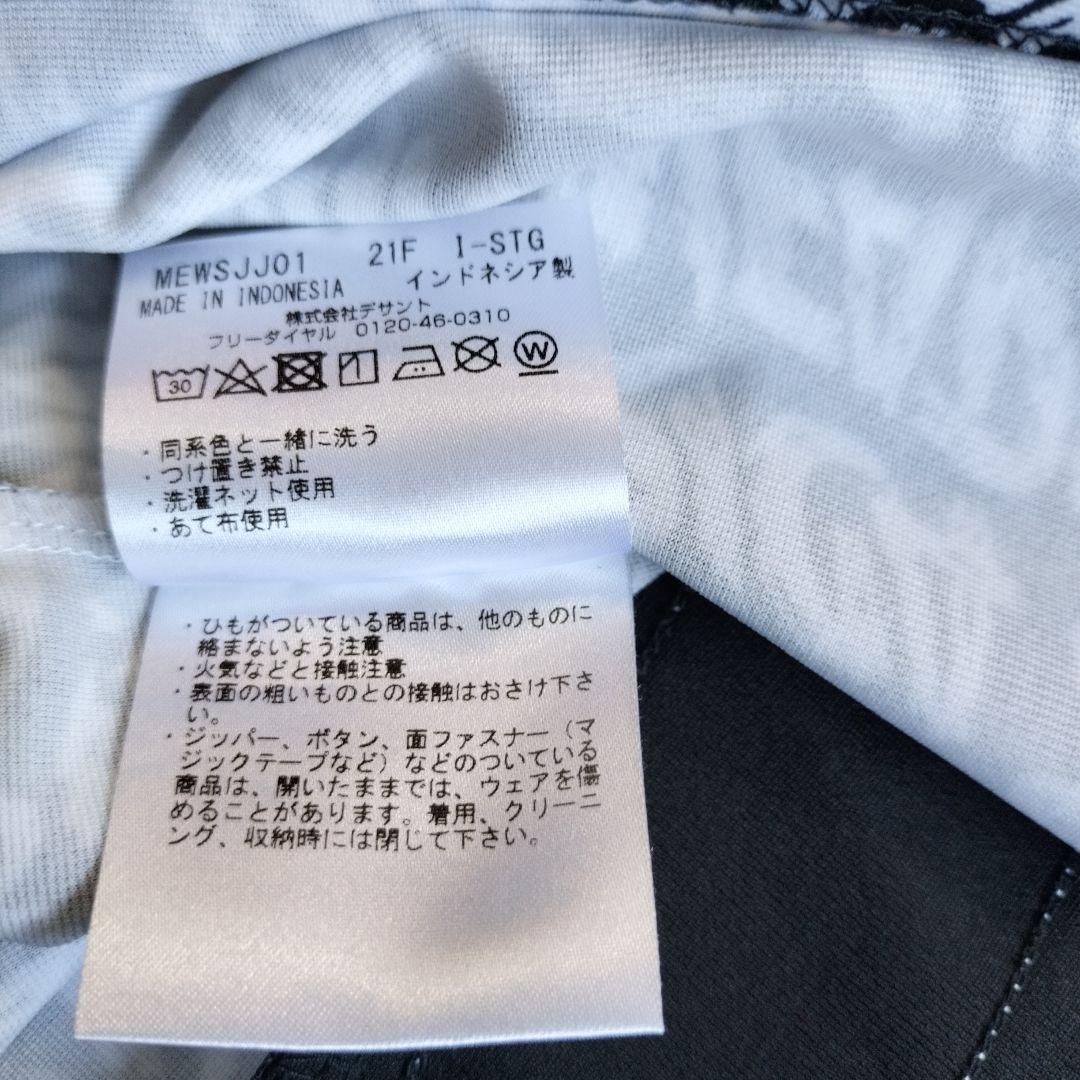 MEWSJJ01 21F I-STG
MADE IN INDONESIA インドネシア製
株式会社デサント
フリーダイヤル 0120-46-0310
30 W
・同系色と一緒に洗う
・つけ置き禁止
・洗濯ネット使用
・あて布使用
・ひもがついている商品は、他のものに
絡まないよう注意
・火気などと接触注意
・表面の粗いものとの接触はおさけ下さ
い。
・ジッパー、ボタン、面ファスナー（マ
ジックテープなど）などのついている
商品は、開いたままでは、ウェアを傷
めることがあります。着用、クリーニ
ング、収納時には閉じて下さい。